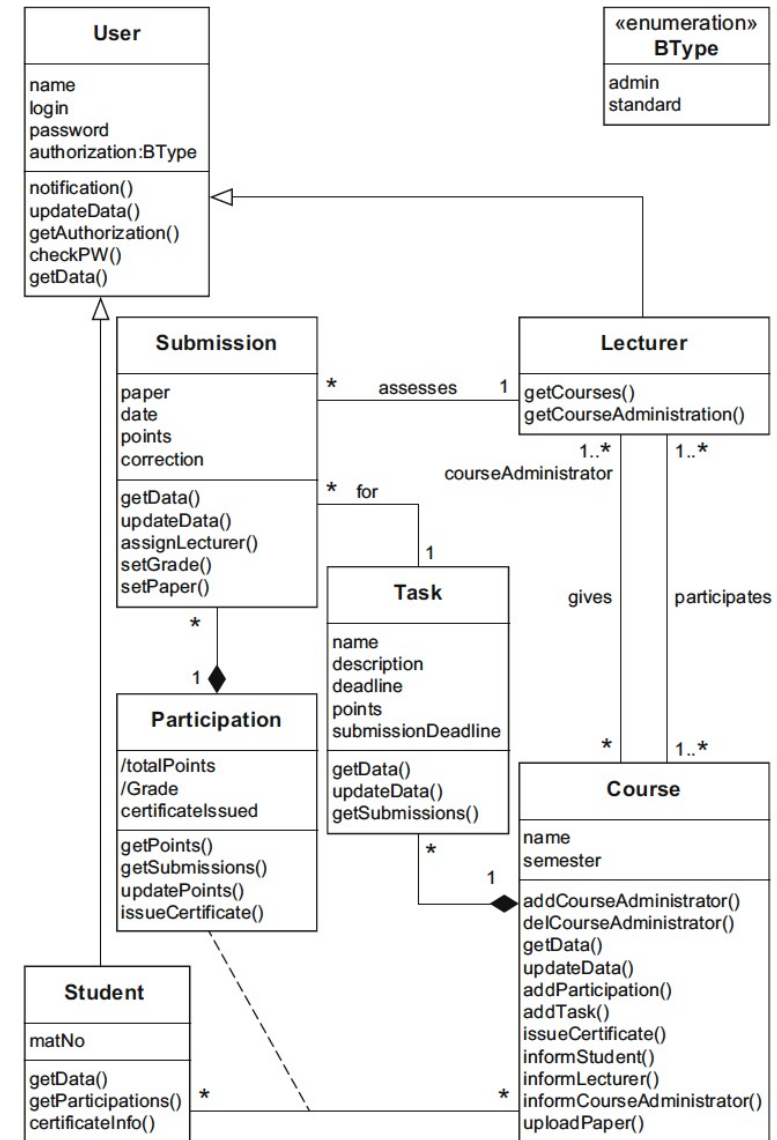 User
name
login
password
authorization:BType
notification()
updateData()
getAuthorization()
checkPW()
getData()
«enumeration»
BType
admin
standard
Submission
paper
date
points
correction
getData()
updateData()
assignLecturer()
setGrade()
setPaper()
* assesses 1
Lecturer
getCourses()
getCourseAdministration()
1..*
courseAdministrator
1..*
* for
1
gives
participates
*
1..*
Task
name
description
deadline
points
submissionDeadline
getData()
updateData()
getSubmissions()
*
1
*
1
Participation
/totalPoints
/Grade
certificateIssued
getPoints()
getSubmissions()
updatePoints()
issueCertificate()
Course
name
semester
addCourseAdministrator()
delCourseAdministrator()
getData()
updateData()
addParticipation()
addTask()
issueCertificate()
informStudent()
informLecturer()
informCourseAdministrator()
uploadPaper()
Student
matNo
getData()
getParticipations()
certificateInfo()
*
*